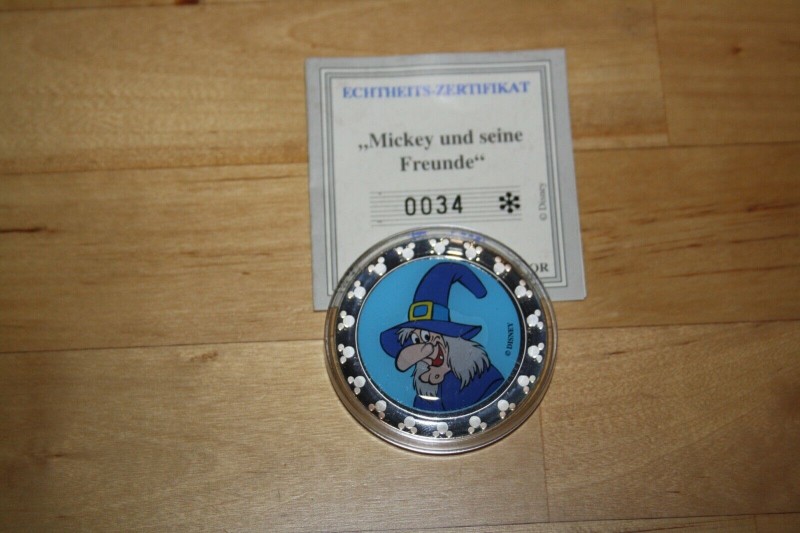 ECHTHEITS-ZERTIFIKAT
„Mickey und seine
Freunde“
0034 *
© Disney
© DISNEY